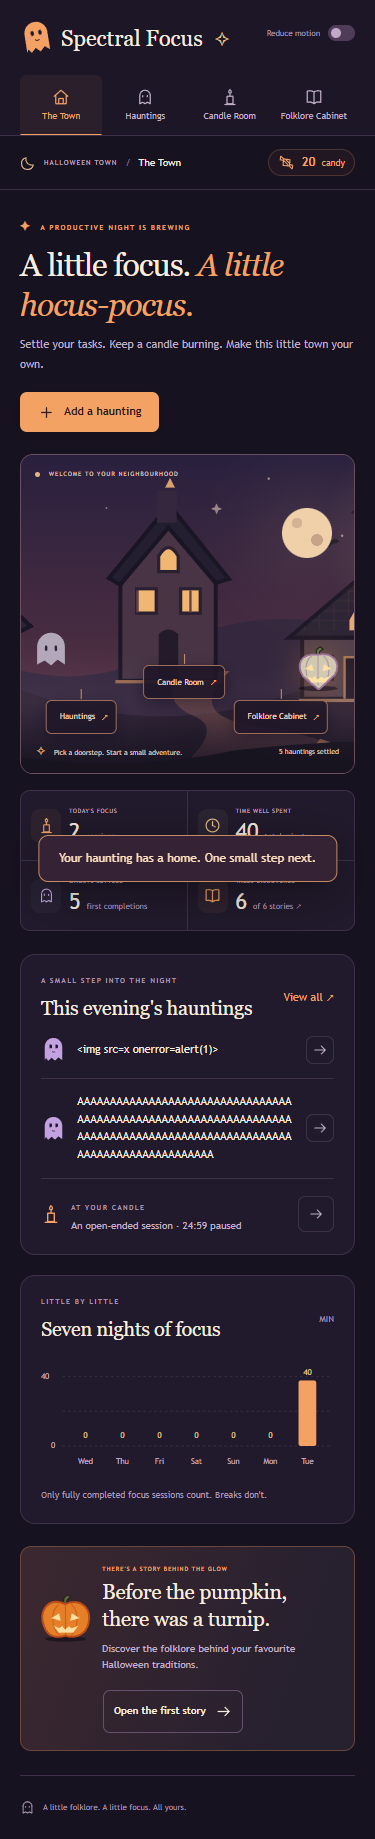 Spectral Focus
Reduce motion
The Town
Hauntings
Candle Room
Folklore Cabinet
HALLOWEEN TOWN / The Town
20 candy
A PRODUCTIVE NIGHT IS BREWING
A little focus. A little
hocus-pocus.
Settle your tasks. Keep a candle burning. Make this little town your
own.
Add a haunting
WELCOME TO YOUR NEIGHBOURHOOD
Candle Room ↗
Hauntings ↗
Folklore Cabinet ↗
Pick a doorstep. Start a small adventure.
5 hauntings settled
TODAY'S FOCUS
2
TIME WELL SPENT
40
Your haunting has a home. One small step next.
5 first completions
6 of 6 stories ↗
A SMALL STEP INTO THE NIGHT
This evening's hauntings
View all ↗
<img src=x onerror=alert(1)>
AAAAAAAAAAAAAAAAAAAAAAAAAAAAAAAAA
AAAAAAAAAAAAAAAAAAAAAAAAAAAAAAAAA
AAAAAAAAAAAAAAAAAAAAAAAAAAAAAAAAA
AAAAAAAAAAAAAAAAAAAAA
AT YOUR CANDLE
An open-ended session · 24:59 paused
LITTLE BY LITTLE
Seven nights of focus
MIN
40
0
0 0 0 0 0 0 40
Wed Thu Fri Sat Sun Mon Tue
Only fully completed focus sessions count. Breaks don't.
THERE'S A STORY BEHIND THE GLOW
Before the pumpkin,
there was a turnip.
Discover the folklore behind your favourite
Halloween traditions.
Open the first story
A little folklore. A little focus. All yours.